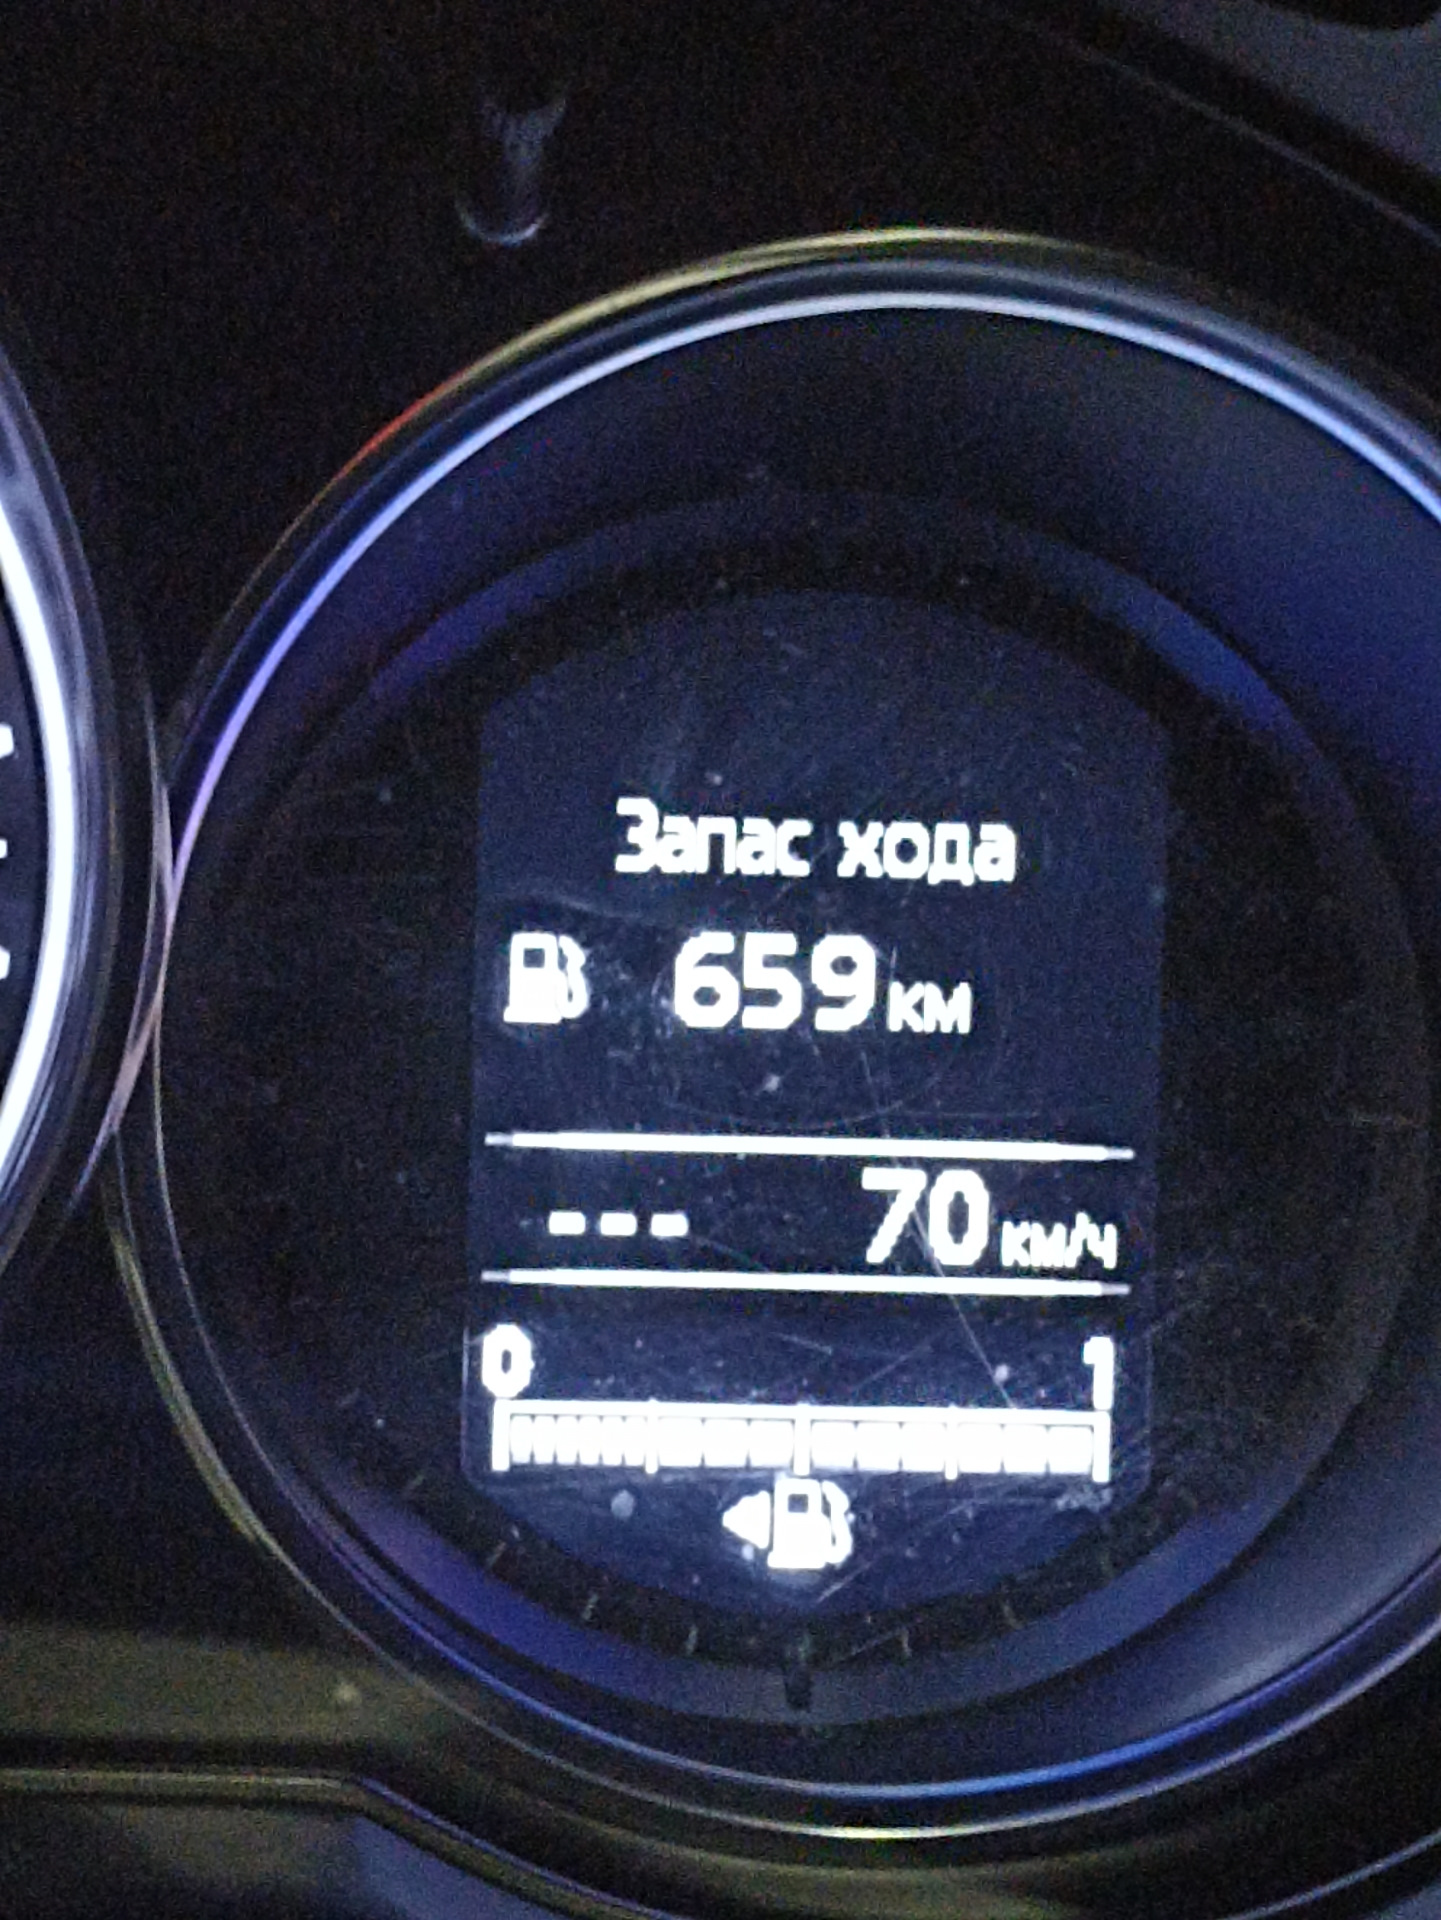 Запас хода
659 км
--- 70 км/ч
0 1